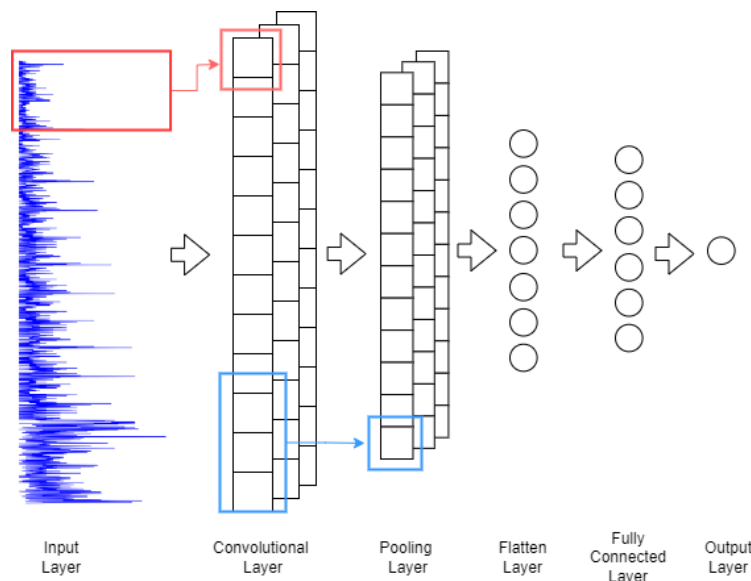 Input
Layer
Convolutional
Layer
Pooling
Layer
Flatten
Layer
Fully
Connected
Layer
Output
Layer